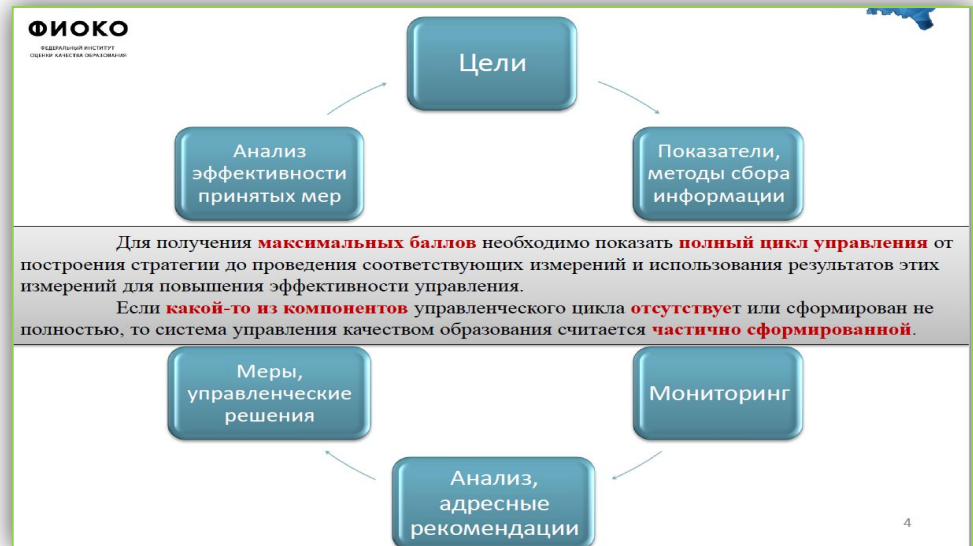 ФИОКО
ФЕДЕРАЛЬНЫЙ ИНСТИТУТ
ОЦЕНКИ КАЧЕСТВА ОБРАЗОВАНИЯ
Цели
Анализ
эффективности
принятых мер
Показатели,
методы сбора
информации
Для получения максимальных баллов необходимо показать полный цикл управления от
построения стратегии до проведения соответствующих измерений и использования результатов этих
измерений для повышения эффективности управления.
Если какой-то из компонентов управленческого цикла отсутствует или сформирован не
полностью, то система управления качеством образования считается частично сформированной.
Меры,
управленческие
решения
Мониторинг
Анализ,
адресные
рекомендации
4